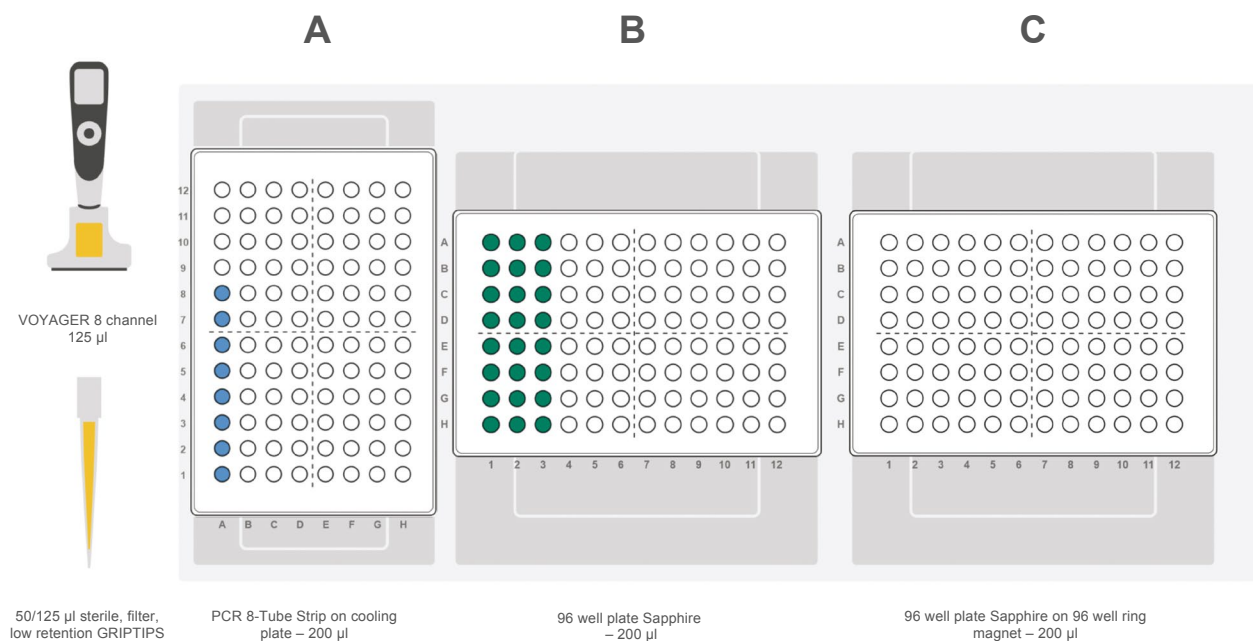 A
B
C
12
11
10
9
8
7
6
5
4
3
2
1
A B C D E F G H
A
B
C
D
E
F
G
H
1 2 3 4 5 6 7 8 9 10 11 12
A
B
C
D
E
F
G
H
1 2 3 4 5 6 7 8 9 10 11 12
VOYAGER 8 channel
125 µl
50/125 µl sterile, filter,
low retention GRIPTIPS
PCR 8-Tube Strip on cooling
plate – 200 µl
96 well plate Sapphire
– 200 µl
96 well plate Sapphire on 96 well ring
magnet – 200 µl